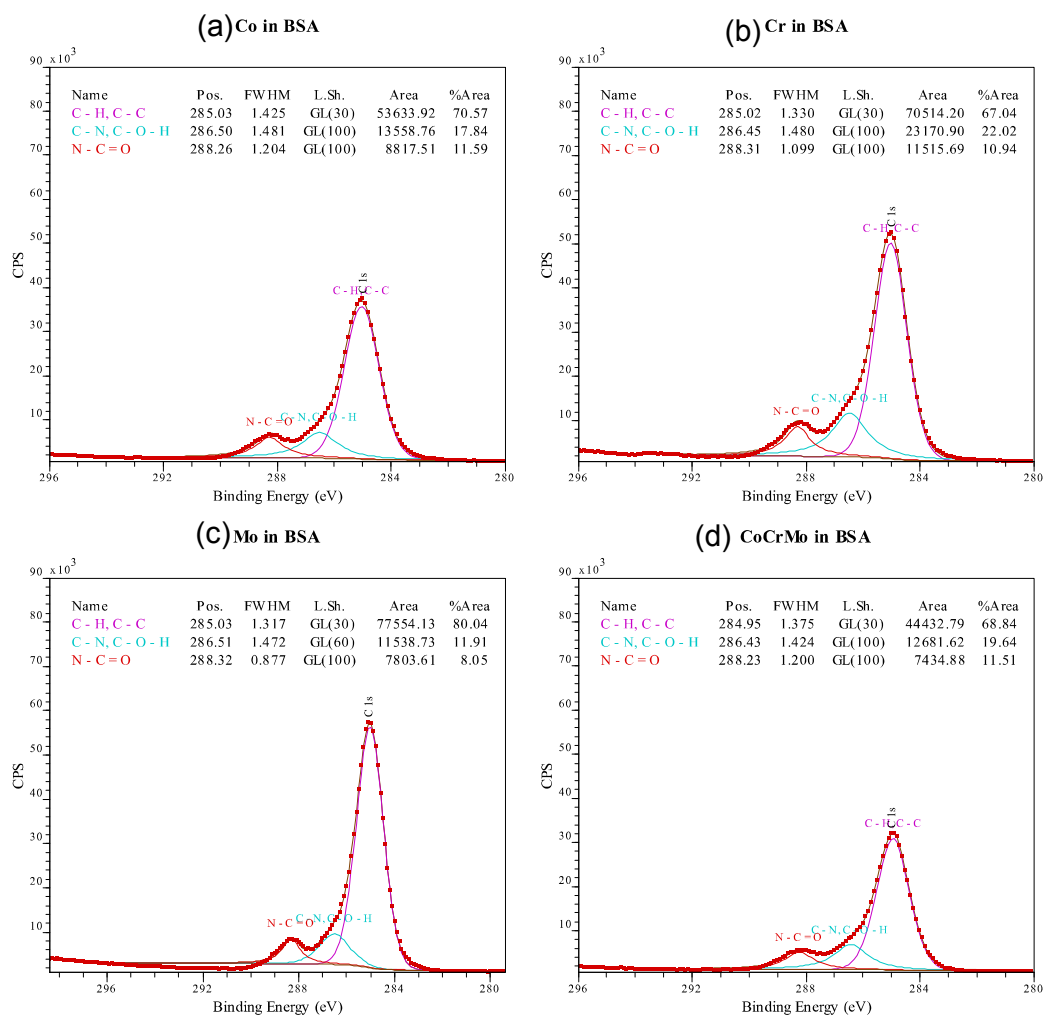 (a) Co in BSA
90 x10³
Name Pos. FWHM L.Sh. Area %Area
C - H, C - C 285.03 1.425 GL(30) 53633.92 70.57
C - N, C - O - H 286.50 1.481 GL(100) 13558.76 17.84
N - C = O 288.26 1.204 GL(100) 8817.51 11.59
80
70
60
50
40
30
20
10
CPS
C 1s
C - H, C - C
C - N, C - O - H
N - C = O
296 292 288 284 280
Binding Energy (eV)
(b) Cr in BSA
90 x10³
Name Pos. FWHM L.Sh. Area %Area
C - H, C - C 285.02 1.330 GL(30) 70514.20 67.04
C - N, C - O - H 286.45 1.480 GL(100) 23170.90 22.02
N - C = O 288.31 1.099 GL(100) 11515.69 10.94
80
70
60
50
40
30
20
10
CPS
C 1s
C - H, C - C
C - N, C - O - H
N - C = O
296 292 288 284 280
Binding Energy (eV)
(c) Mo in BSA
90 x10³
Name Pos. FWHM L.Sh. Area %Area
C - H, C - C 285.03 1.317 GL(30) 77554.13 80.04
C - N, C - O - H 286.51 1.472 GL(60) 11538.73 11.91
N - C = O 288.32 0.877 GL(100) 7803.61 8.05
80
70
60
50
40
30
20
10
CPS
C 1s
C - N, C - O - H
N - C = O
296 292 288 284 280
Binding Energy (eV)
(d) CoCrMo in BSA
90 x10³
Name Pos. FWHM L.Sh. Area %Area
C - H, C - C 284.95 1.375 GL(30) 44432.79 68.84
C - N, C - O - H 286.43 1.424 GL(100) 12681.62 19.64
N - C = O 288.23 1.200 GL(100) 7434.88 11.51
80
70
60
50
40
30
20
10
CPS
C 1s
C - H, C - C
C - N, C - O - H
N - C = O
296 292 288 284 280
Binding Energy (eV)